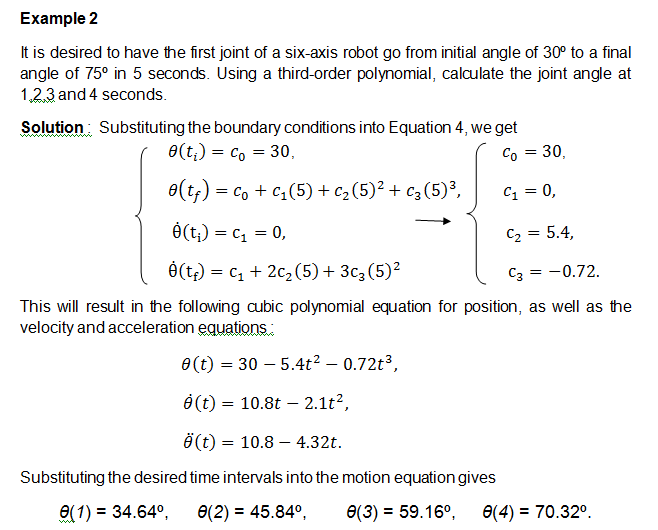 Example 2
It is desired to have the first joint of a six-axis robot go from initial angle of 30º to a final
angle of 75º in 5 seconds. Using a third-order polynomial, calculate the joint angle at
1,2,3 and 4 seconds.
Solution : Substituting the boundary conditions into Equation 4, we get
θ(tᵢ) = c₀ = 30, c₀ = 30,
θ(t_f) = c₀ + c₁(5) + c₂(5)² + c₃(5)³, c₁ = 0,
θ̇(tᵢ) = c₁ = 0, → c₂ = 5.4,
θ̇(t_f) = c₁ + 2c₂(5) + 3c₃(5)² c₃ = −0.72.
This will result in the following cubic polynomial equation for position, as well as the
velocity and acceleration equations :
θ(t) = 30 − 5.4t² − 0.72t³,
θ̇(t) = 10.8t − 2.1t²,
θ̈(t) = 10.8 − 4.32t.
Substituting the desired time intervals into the motion equation gives
θ(1) = 34.64º, θ(2) = 45.84º, θ(3) = 59.16º, θ(4) = 70.32º.